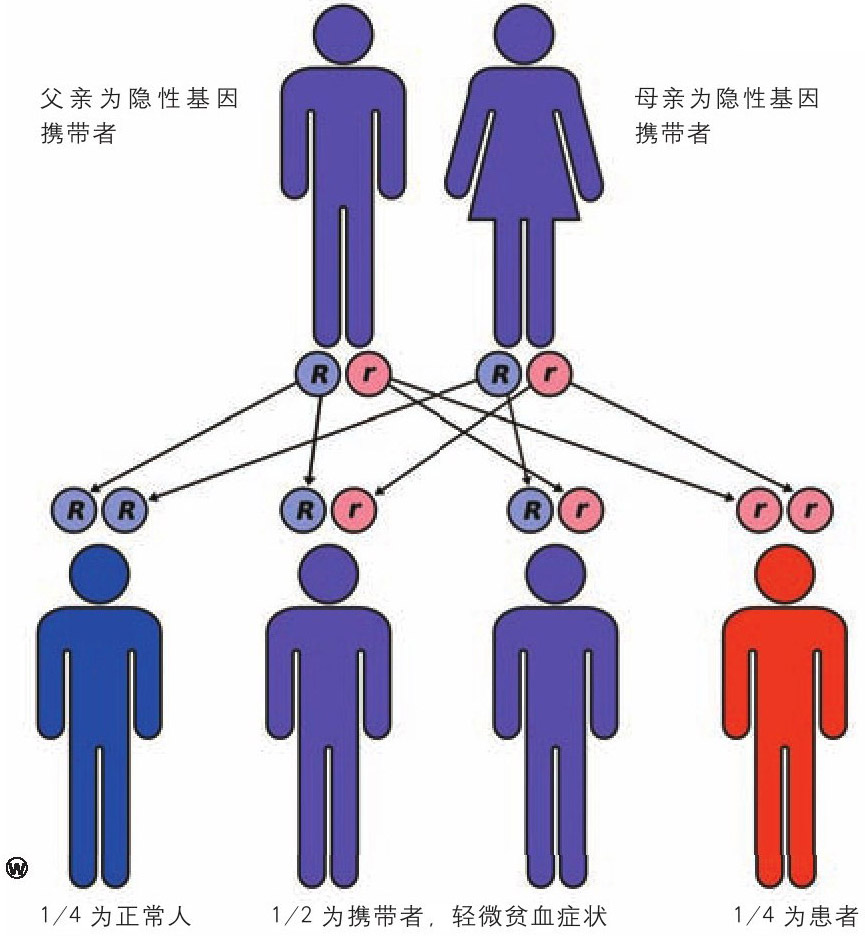 父亲为隐性基因
携带者
母亲为隐性基因
携带者
R r R r
R R R r R r r r
W
1/4 为正常人
1/2 为携带者，轻微贫血症状
1/4 为患者